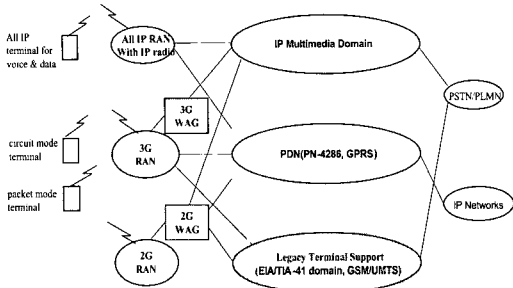 All IP
terminal for
voice & data
All IP RAN
With IP radio
IP Multimedia Domain
PSTN/PLMN
3G
WAG
circuit mode
terminal
3G
RAN
PDN(PN-4286, GPRS)
packet mode
terminal
2G
WAG
IP Networks
2G
RAN
Legacy Terminal Support
(EIA/TIA -41 domain, GSM/UMTS)